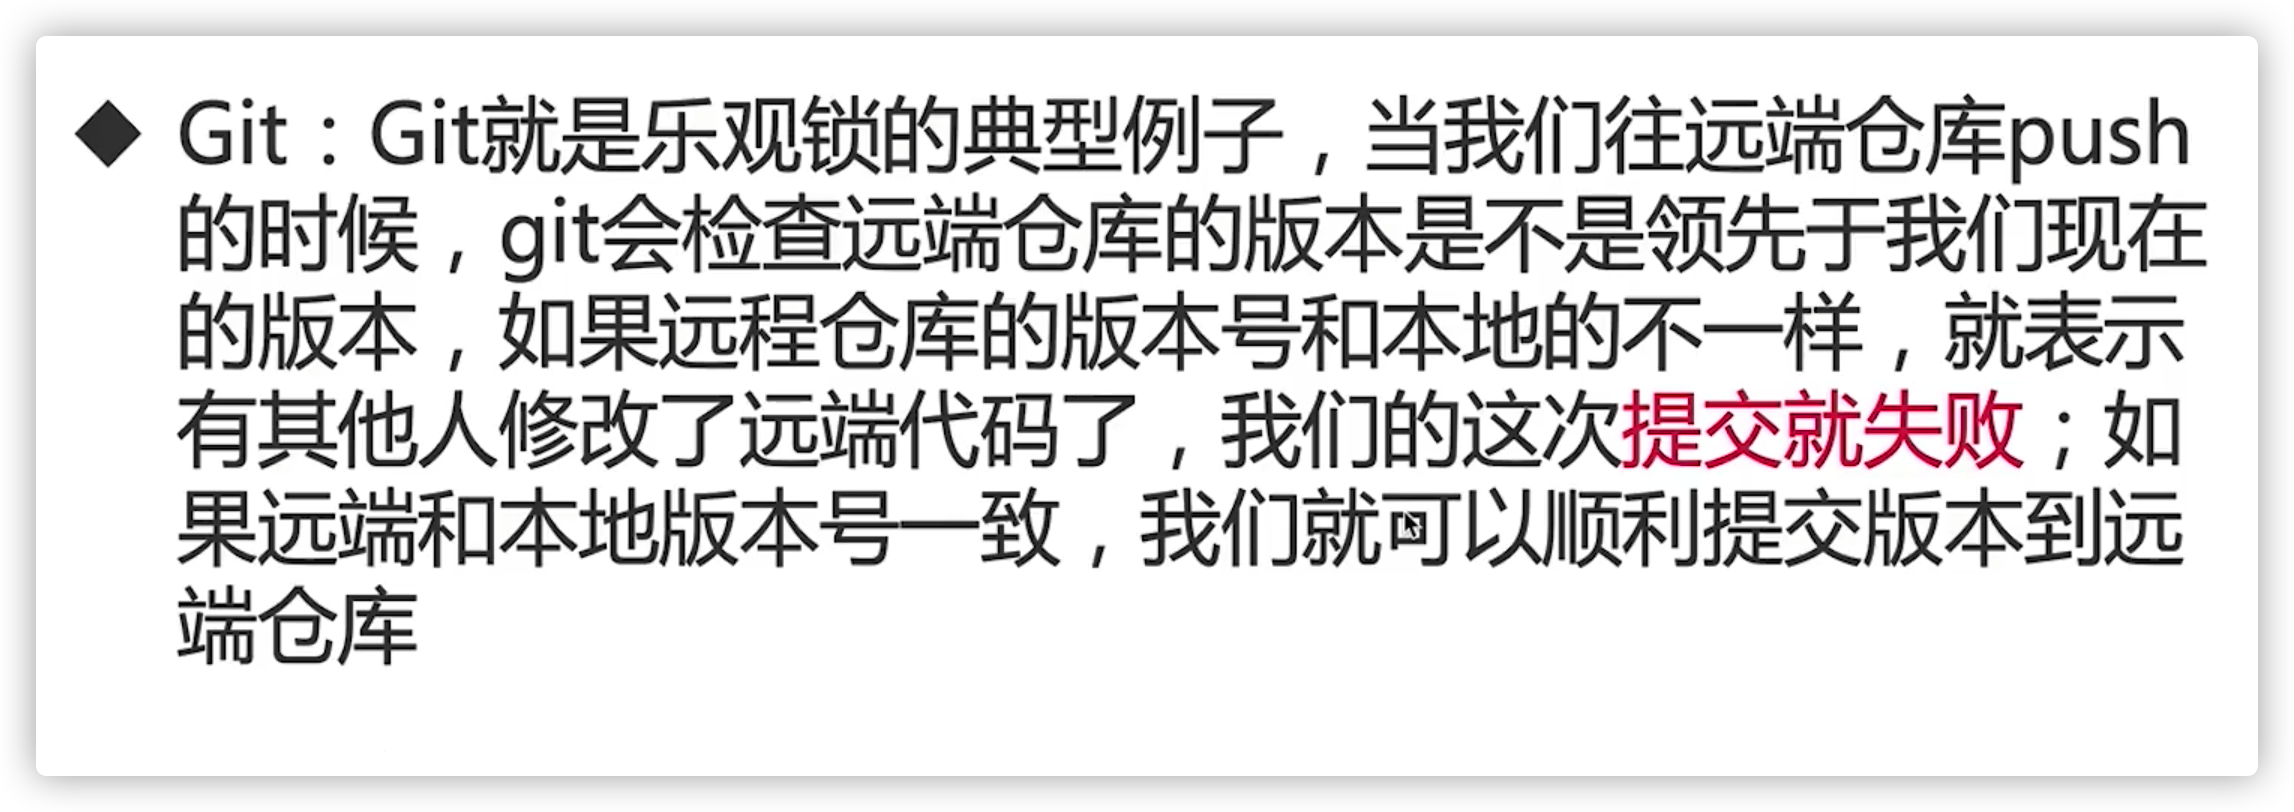 ◆ Git：Git就是乐观锁的典型例子，当我们往远端仓库push
的时候，git会检查远端仓库的版本是不是领先于我们现在
的版本，如果远程仓库的版本号和本地的不一样，就表示
有其他人修改了远端代码了，我们的这次提交就失败；如
果远端和本地版本号一致，我们就可以顺利提交版本到远
端仓库